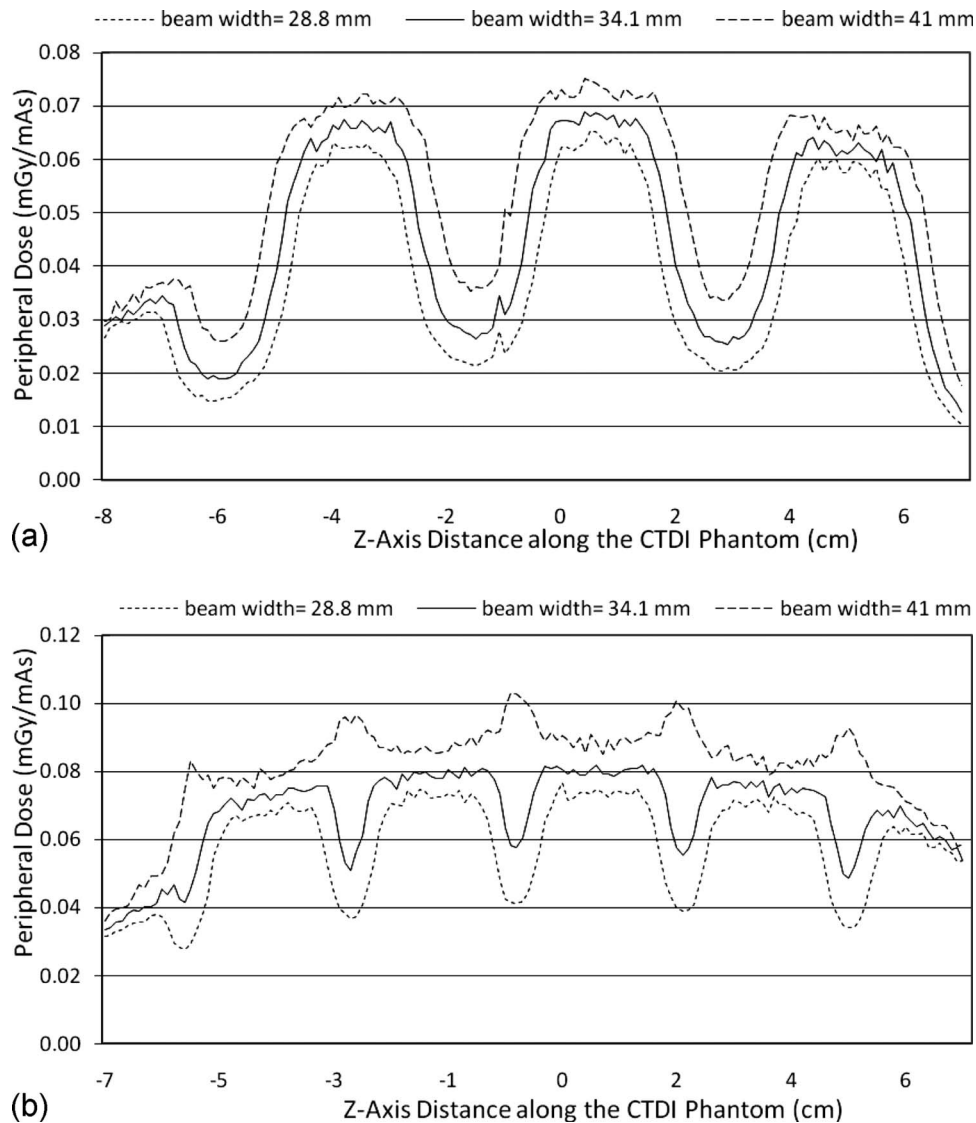 beam width= 28.8 mm beam width= 34.1 mm beam width= 41 mm
Peripheral Dose (mGy/mAs)
0.08
0.07
0.06
0.05
0.04
0.03
0.02
0.01
0.00
-8 -6 -4 -2 0 2 4 6
(a) Z-Axis Distance along the CTDI Phantom (cm)
beam width= 28.8 mm beam width= 34.1 mm beam width= 41 mm
Peripheral Dose (mGy/mAs)
0.12
0.10
0.08
0.06
0.04
0.02
0.00
-7 -5 -3 -1 0 2 4 6
(b) Z-Axis Distance along the CTDI Phantom (cm)